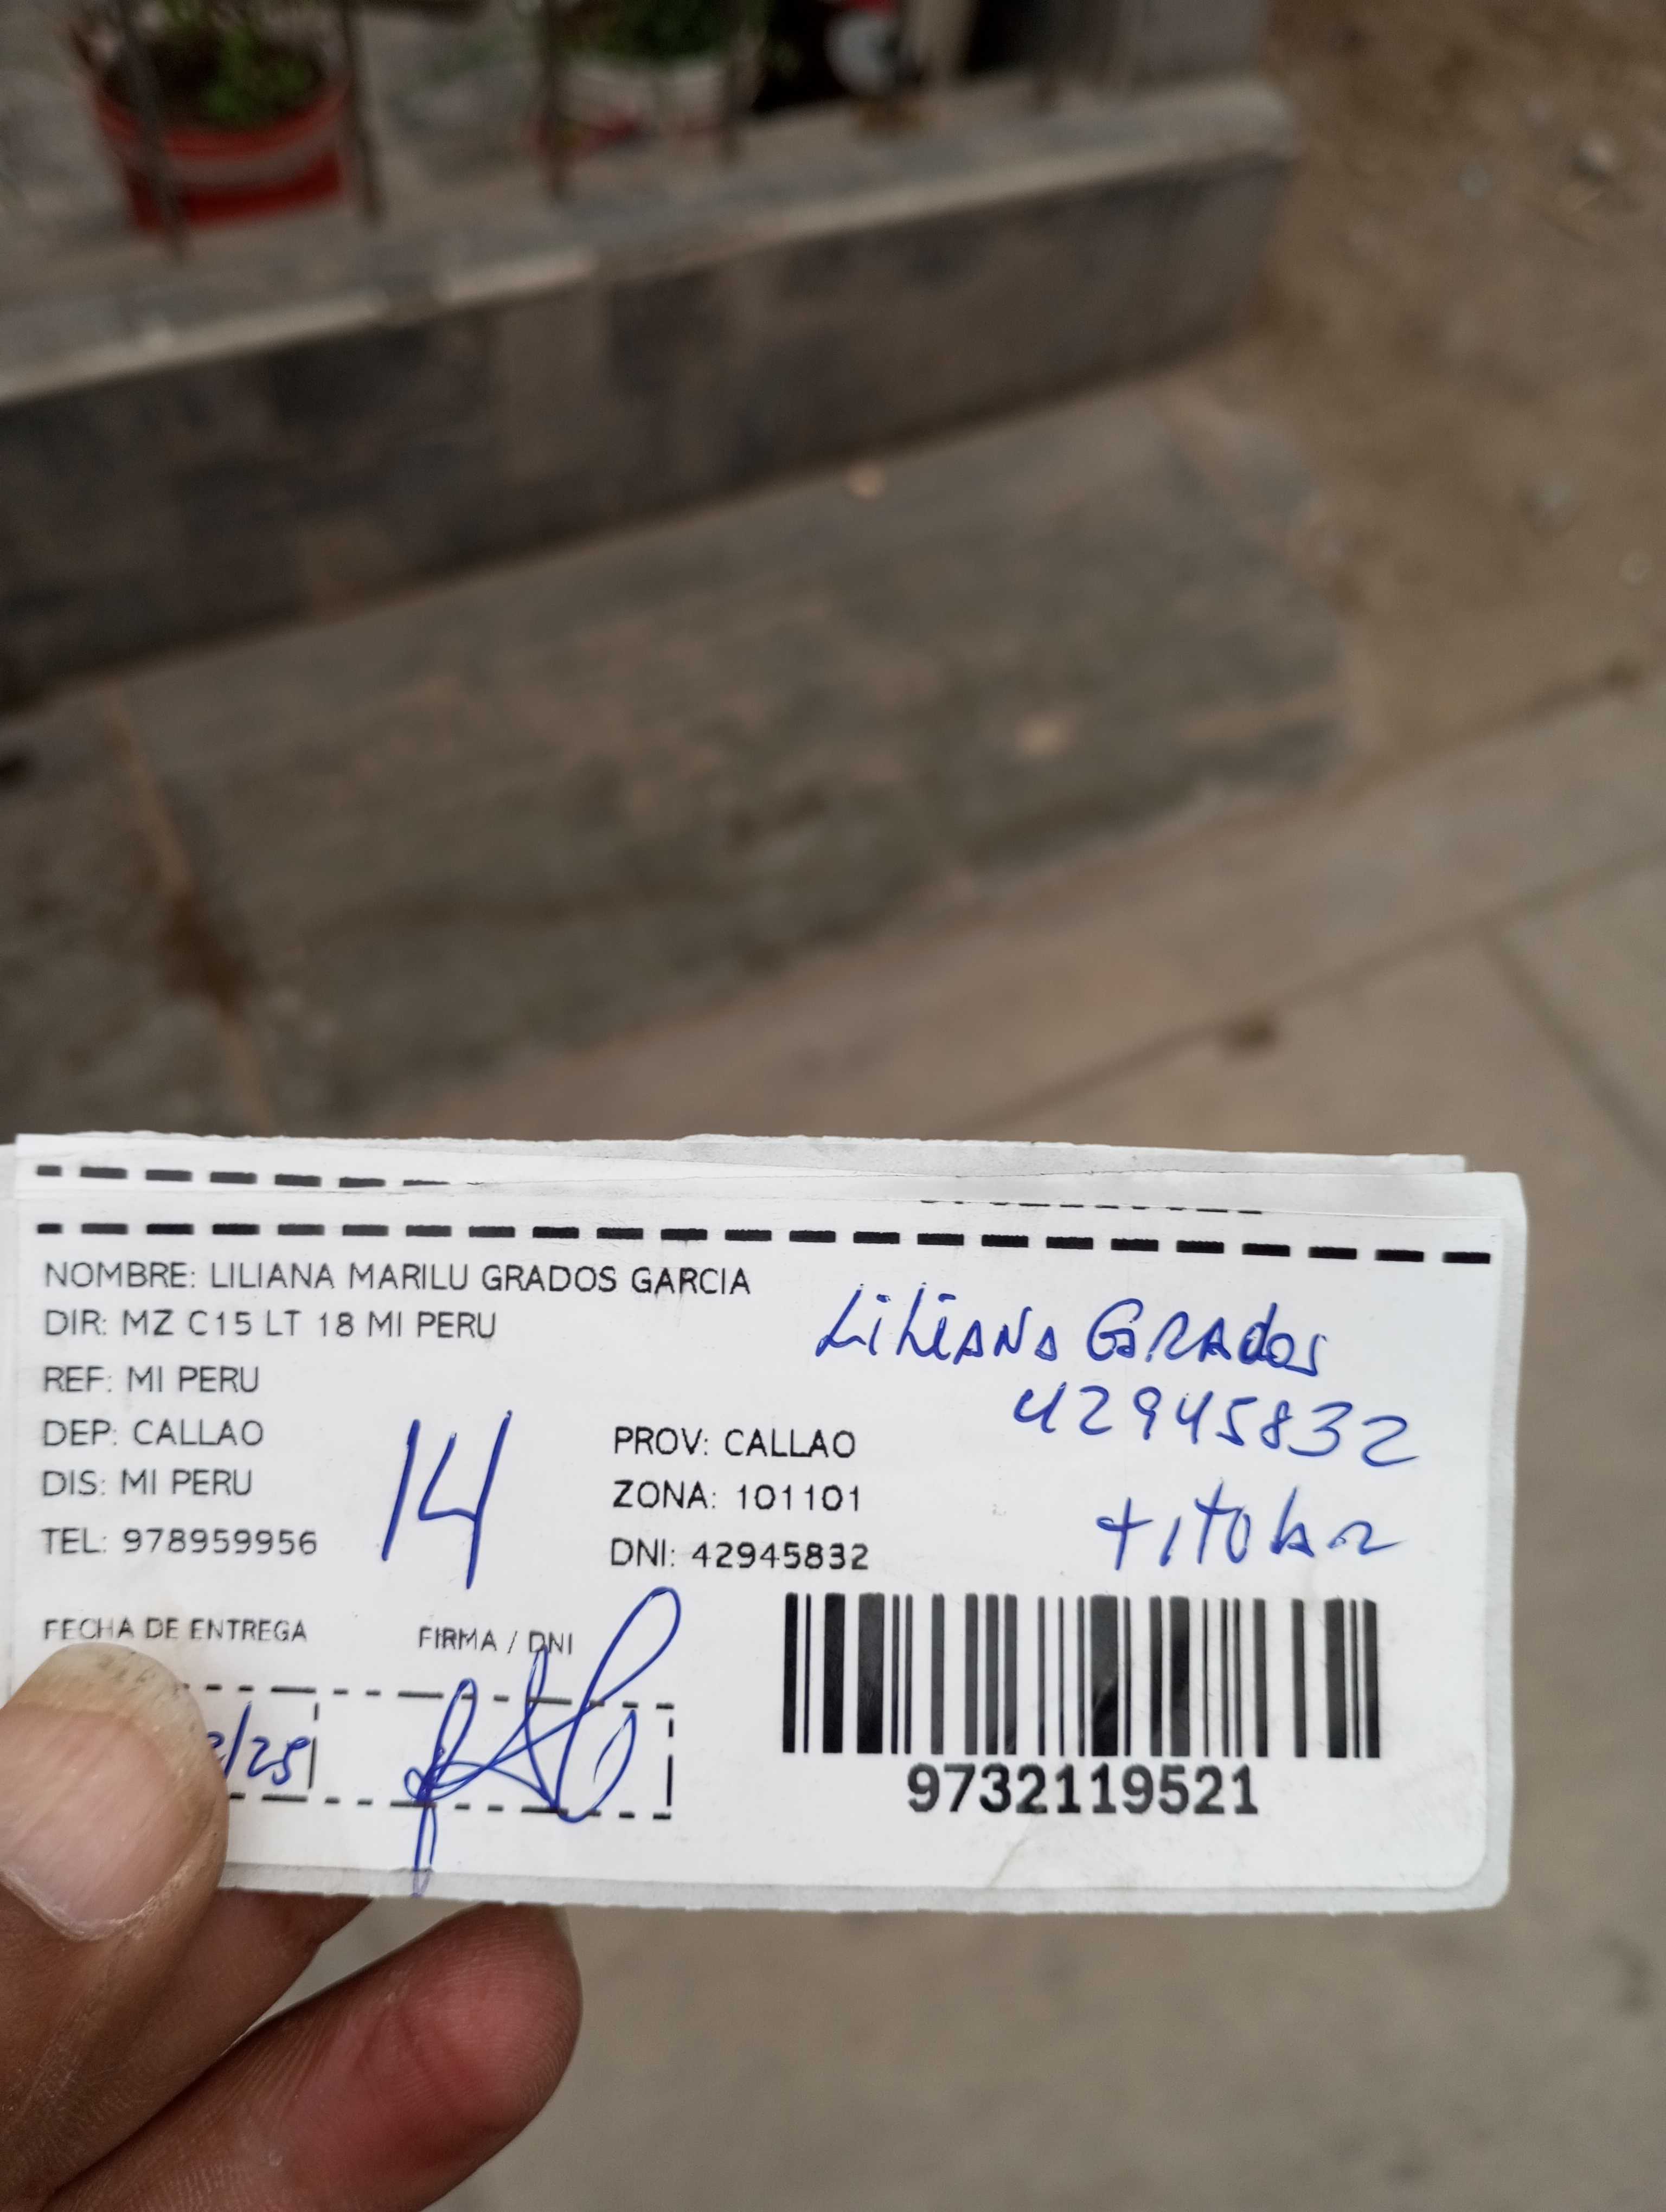 NOMBRE: LILIANA MARILU GRADOS GARCIA
DIR: MZ C15 LT 18 MI PERU
REF: MI PERU
DEP: CALLAO
DIS: MI PERU
TEL: 978959956
14
PROV: CALLAO
ZONA: 101101
DNI: 42945832
Liliana Grados
42945832
titular
FECHA DE ENTREGA
FIRMA / DNI
/25
9732119521